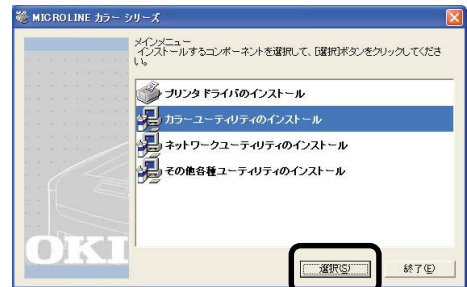 MICROLINE カラー シリーズ
メインメニュー
インストールするコンポーネントを選択して、[選択]ボタンをクリックしてくださ
い。
プリンタ ドライバのインストール
カラーユーティリティのインストール
ネットワークユーティリティのインストール
その他各種ユーティリティのインストール
OKI
選択(S)
終了(E)